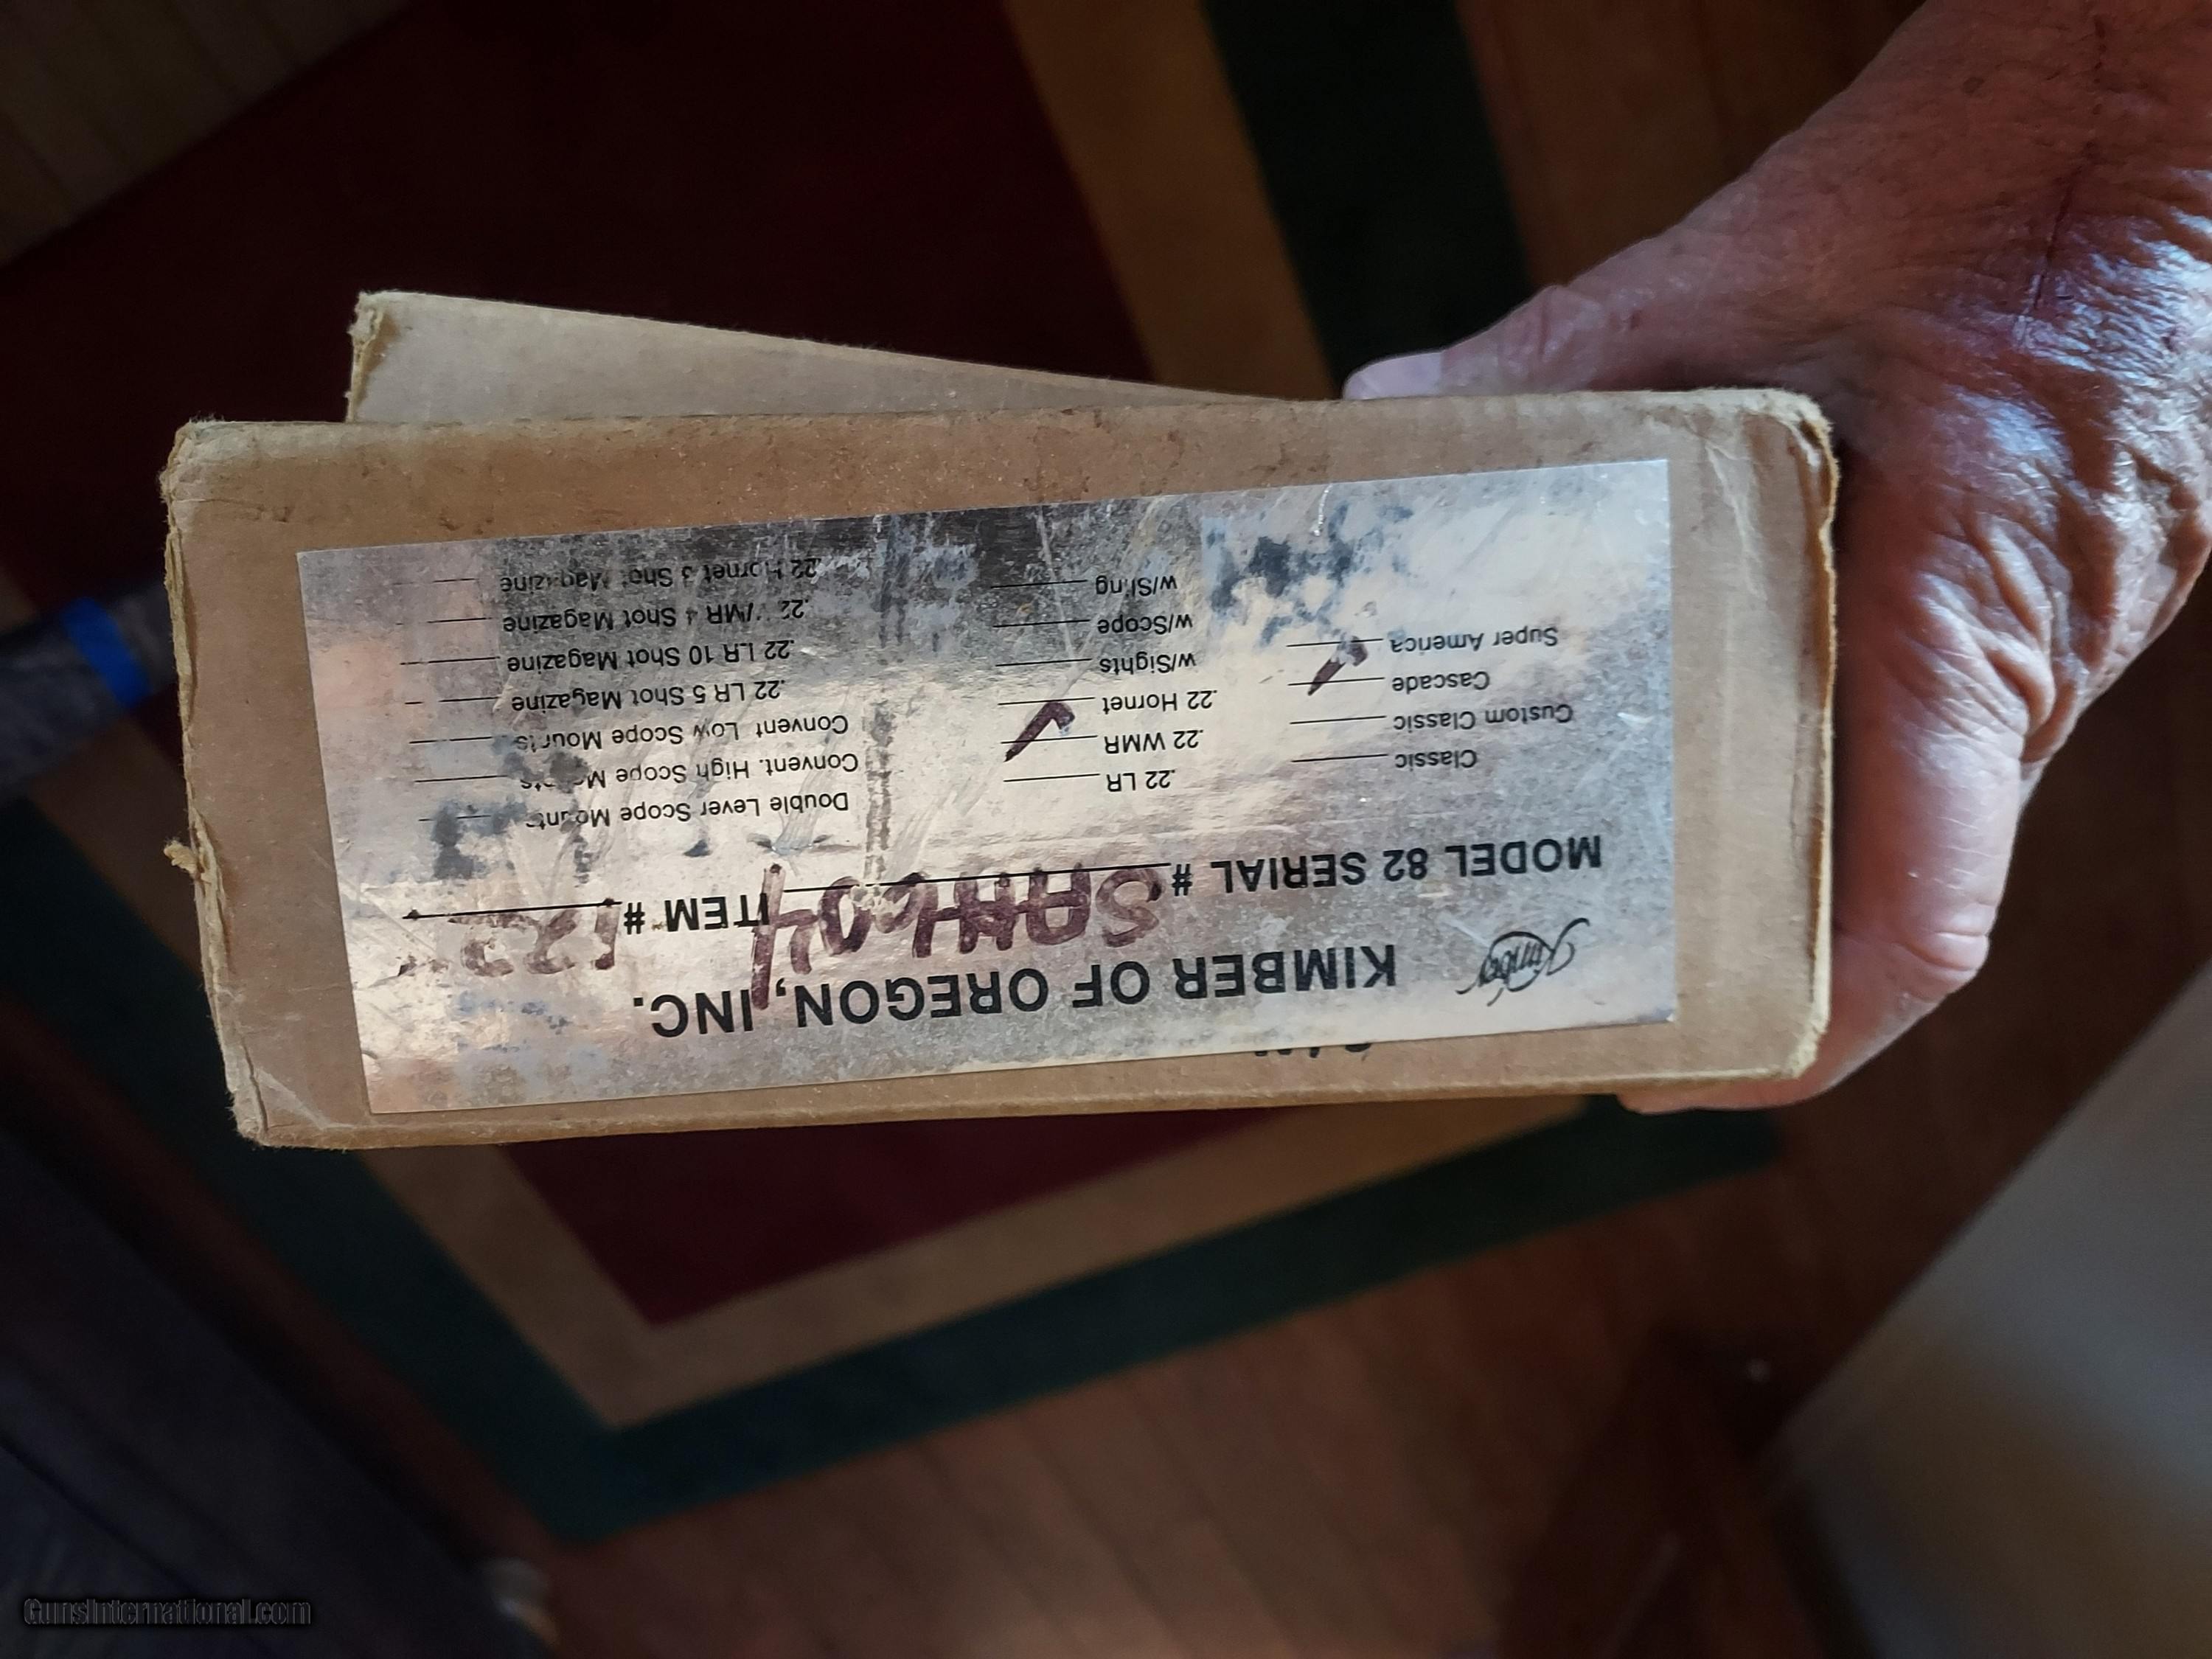 Kimber
KIMBER OF OREGON, INC.
MODEL 82 SERIAL # ITEM #
Classic
Custom Classic
Cascade
Super America
.22 LR
.22 WMR
.22 Hornet
w/Sights
w/Scope
w/Sling
Double Lever Scope Mounts
Convent. High Scope Mounts
Convent. Low Scope Mounts
.22 LR 5 Shot Magazine
.22 LR 10 Shot Magazine
.22 WMR 4 Shot Magazine
.22 Hornet 3 Shot Magazine
GunsInternational.com